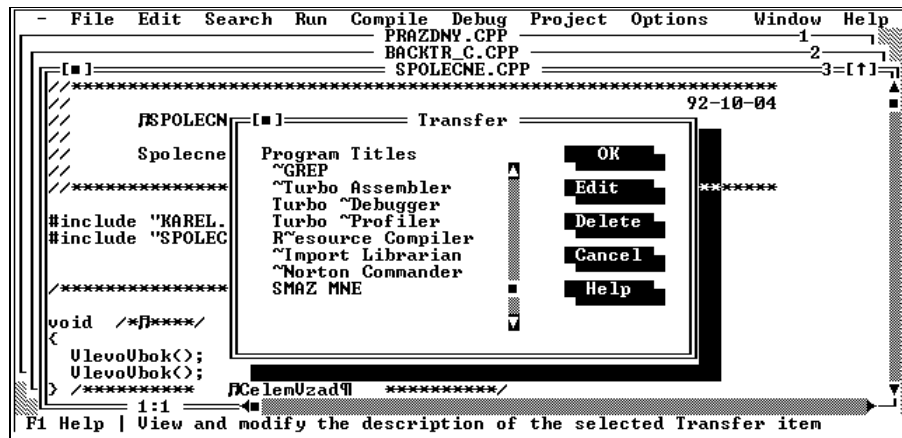 - File Edit Search Run Compile Debug Project Options Window Help
PRAZDNY.CPP 1
BACKTR_C.CPP 2
[■] SPOLECNE.CPP 3=[↑]
//**************************************************************
// 92-10-04
// ♬SPOLECN
//
// Spolecne
//
//**************************************************************
#include "KAREL.
#include "SPOLEC
/****************
void /*♬****/
{
VlevoVbok();
VlevoVbok();
} /********** ♬CelemVzad¶ **********/
1:1
[■] Transfer
Program Titles
~GREP
~Turbo Assembler
Turbo ~Debugger
Turbo ~Profiler
R~esource Compiler
~Import Librarian
~Norton Commander
SMAZ MNE
OK
Edit
Delete
Cancel
Help
F1 Help | View and modify the description of the selected Transfer item